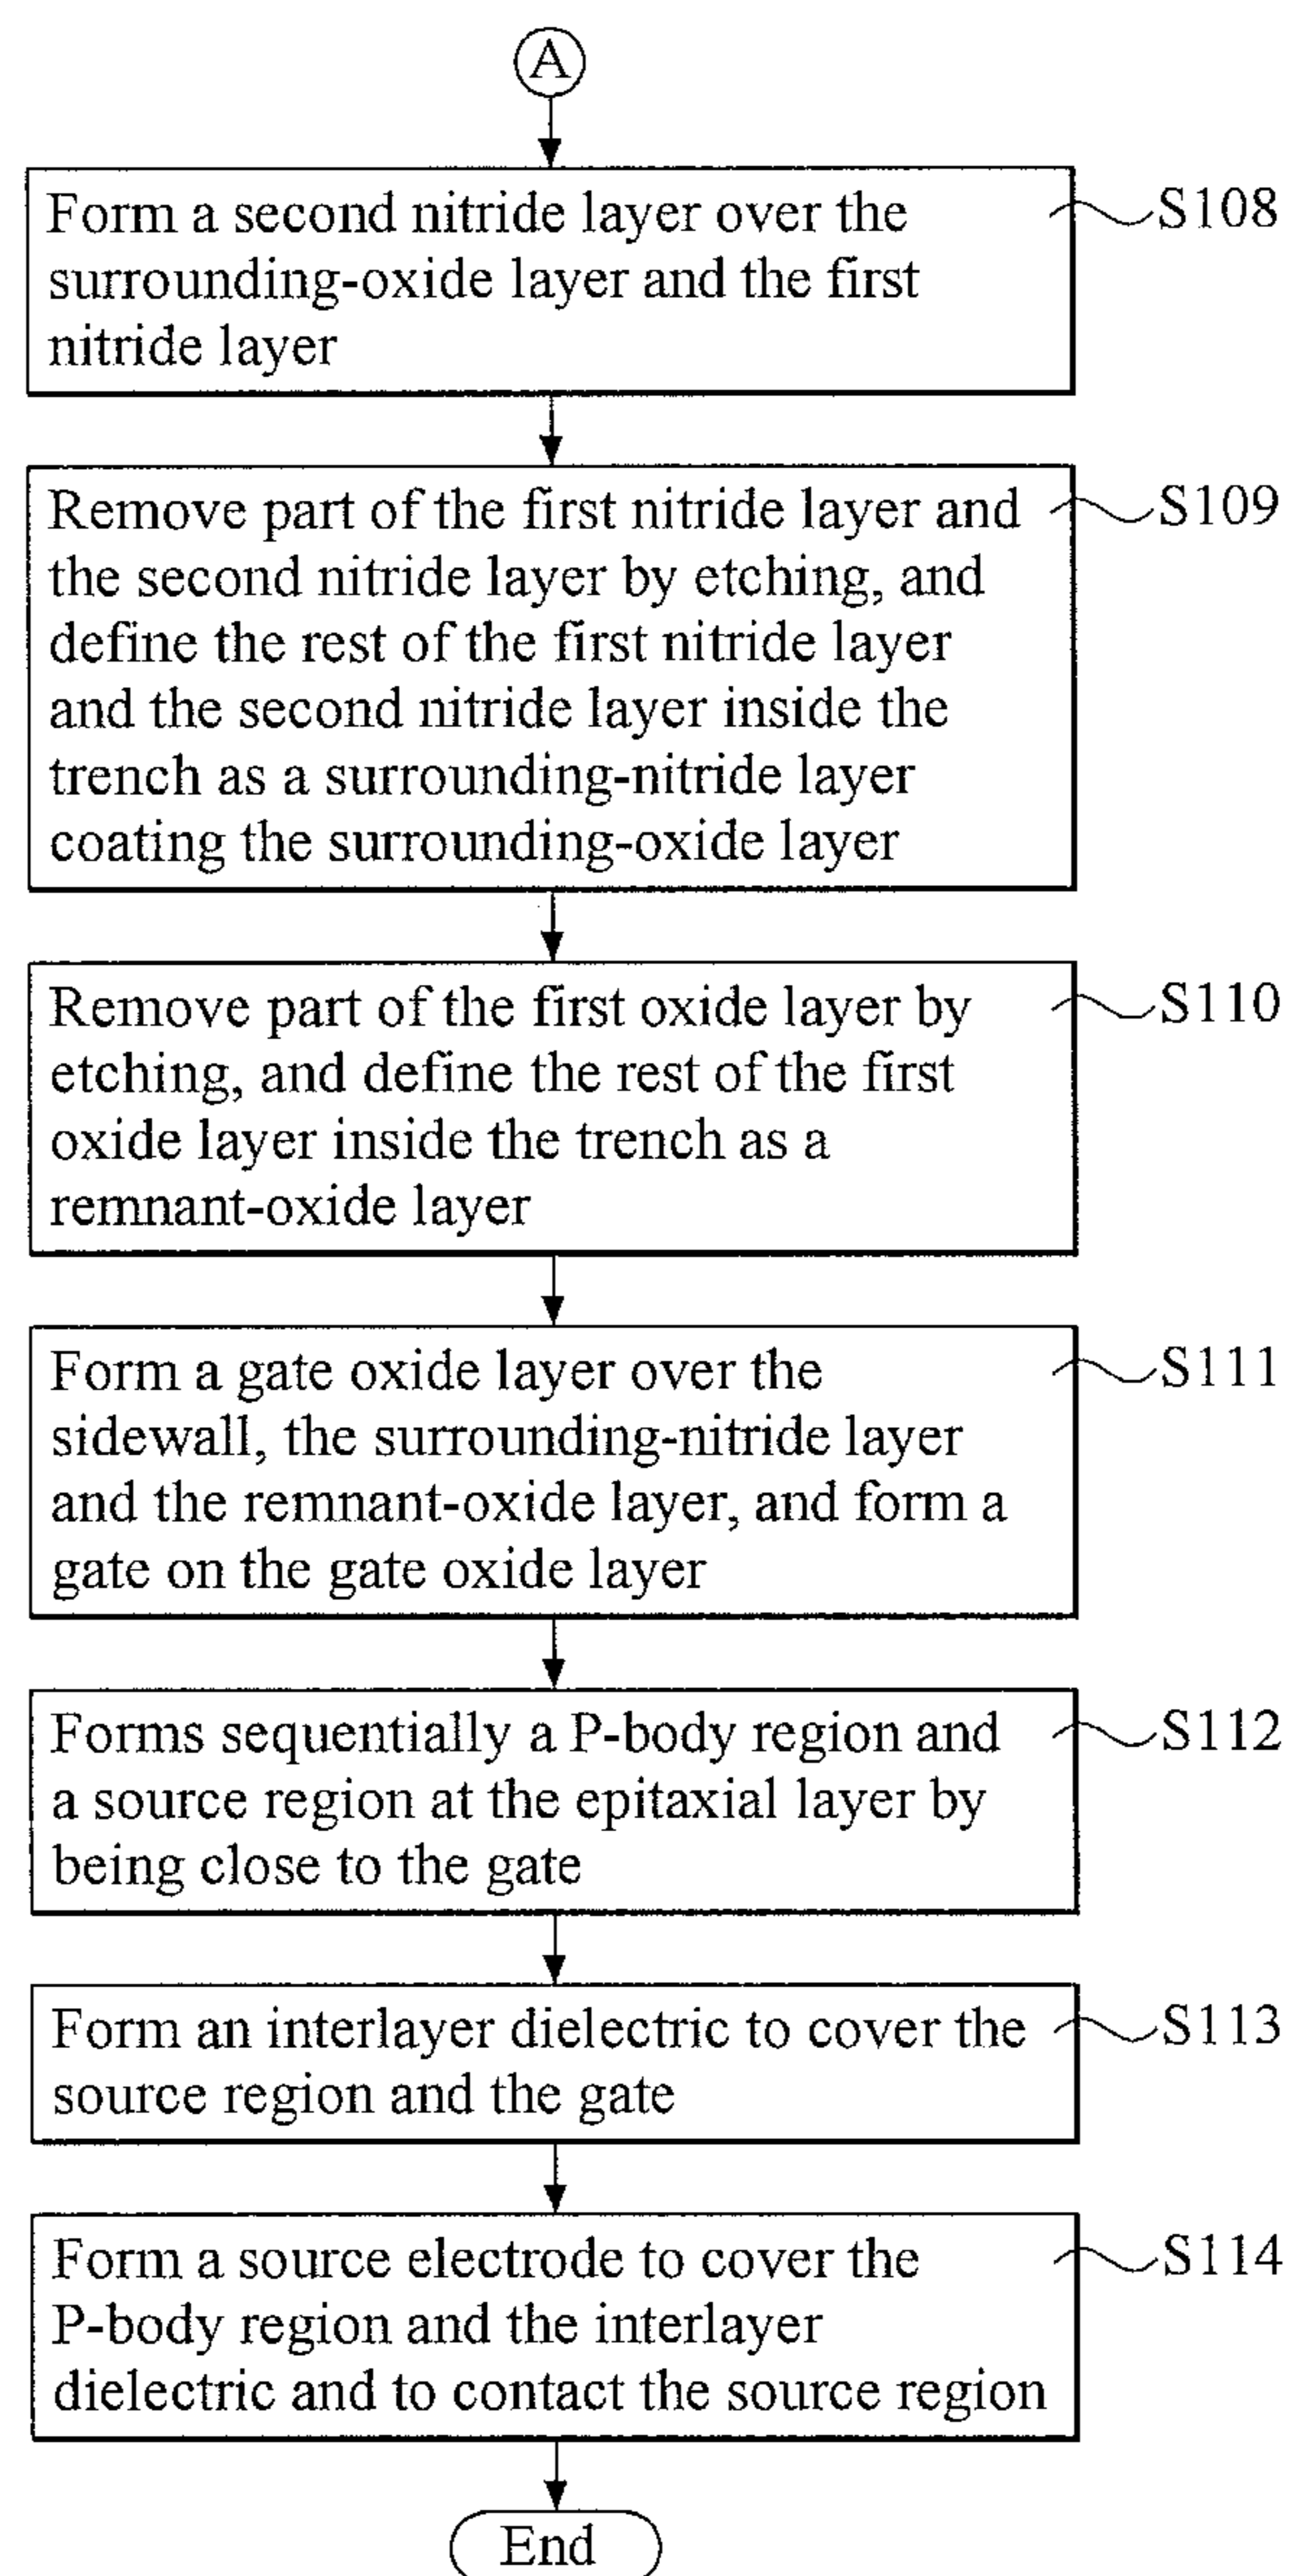 A
Form a second nitride layer over the
surrounding-oxide layer and the first
nitride layer
S108
Remove part of the first nitride layer and
the second nitride layer by etching, and
define the rest of the first nitride layer
and the second nitride layer inside the
trench as a surrounding-nitride layer
coating the surrounding-oxide layer
S109
Remove part of the first oxide layer by
etching, and define the rest of the first
oxide layer inside the trench as a
remnant-oxide layer
S110
Form a gate oxide layer over the
sidewall, the surrounding-nitride layer
and the remnant-oxide layer, and form a
gate on the gate oxide layer
S111
Forms sequentially a P-body region and
a source region at the epitaxial layer by
being close to the gate
S112
Form an interlayer dielectric to cover the
source region and the gate
S113
Form a source electrode to cover the
P-body region and the interlayer
dielectric and to contact the source region
S114
End